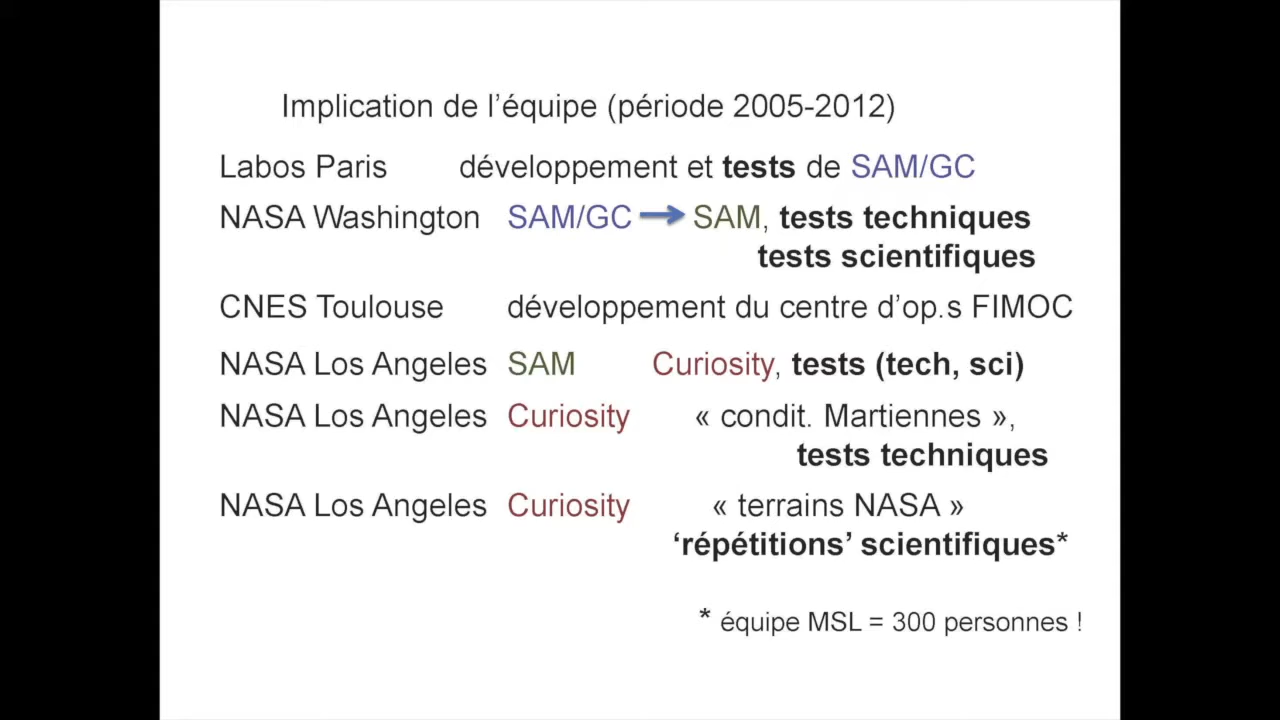 Implication de l’équipe (période 2005-2012)
Labos Paris développement et tests de SAM/GC
NASA Washington SAM/GC SAM, tests techniques
tests scientifiques
CNES Toulouse développement du centre d’op.s FIMOC
NASA Los Angeles SAM Curiosity, tests (tech, sci)
NASA Los Angeles Curiosity « condit. Martiennes »,
tests techniques
NASA Los Angeles Curiosity « terrains NASA »
‘répétitions’ scientifiques*
* équipe MSL = 300 personnes !